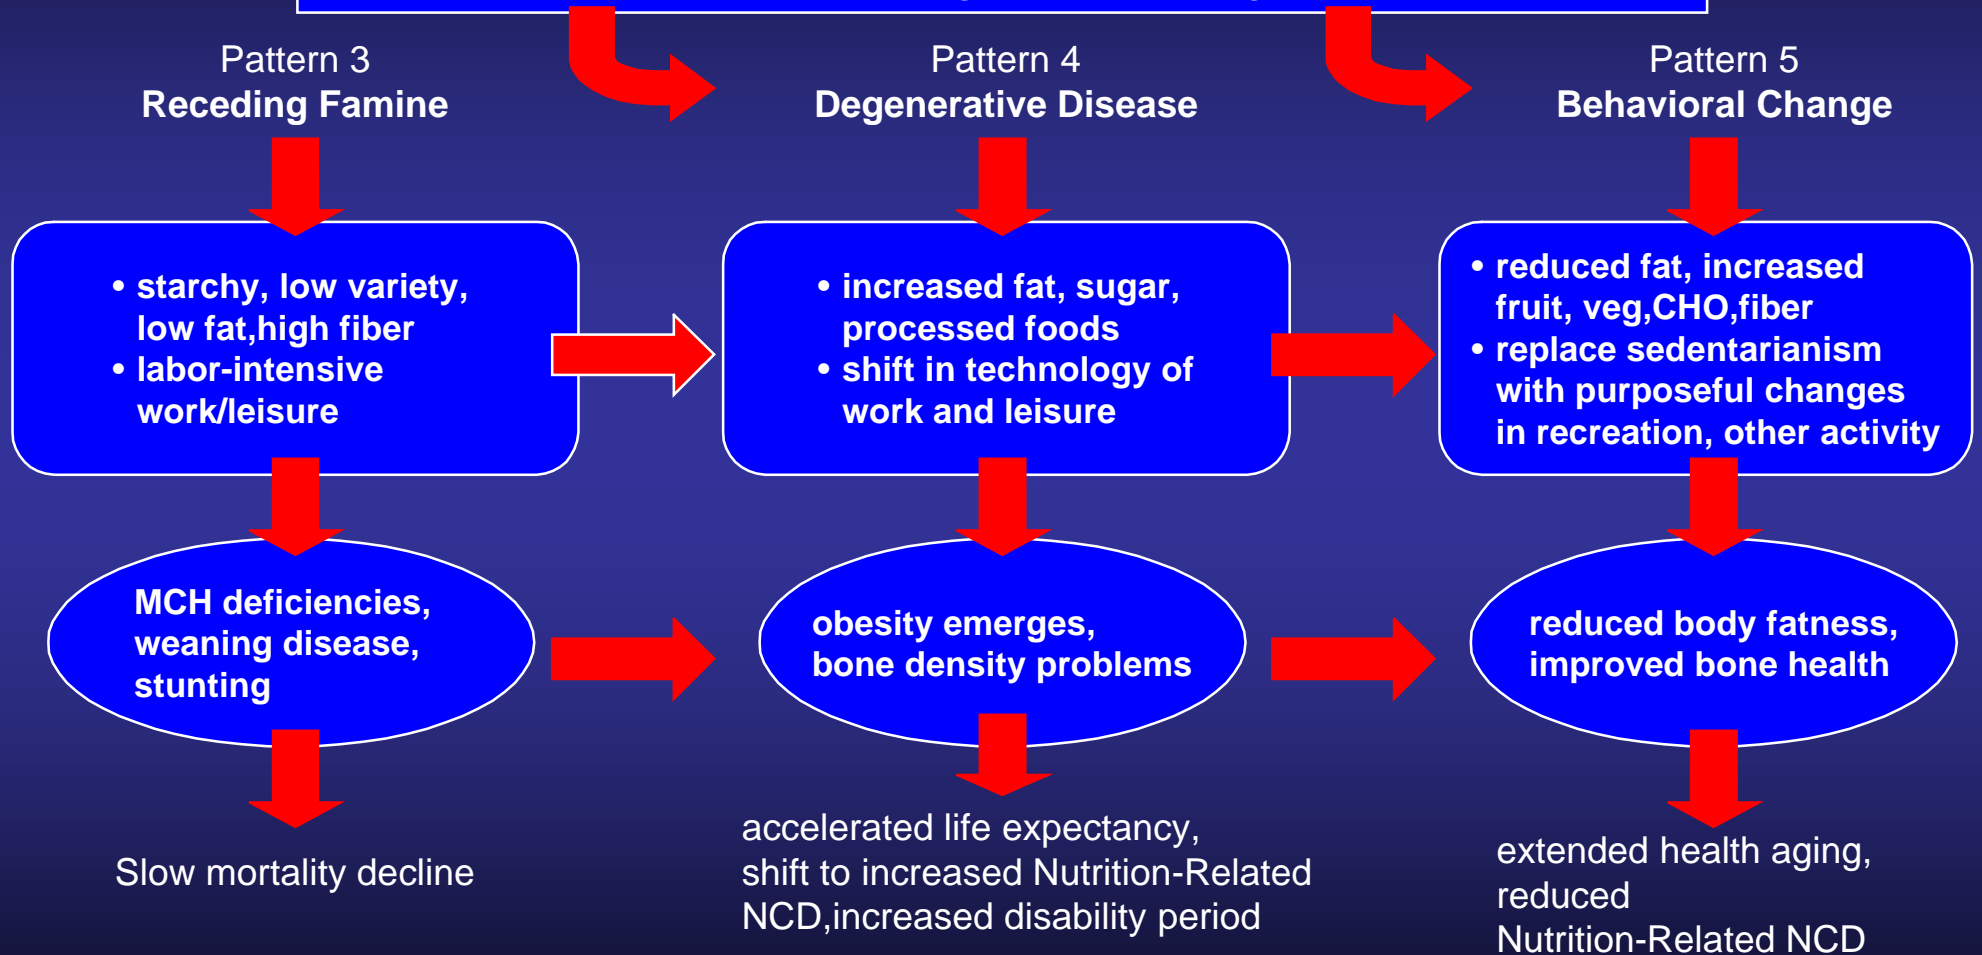 Pattern 3
Receding Famine
Pattern 4
Degenerative Disease
Pattern 5
Behavioral Change
• starchy, low variety,
low fat,high fiber
• labor-intensive
work/leisure
• increased fat, sugar,
processed foods
• shift in technology of
work and leisure
• reduced fat, increased
fruit, veg,CHO,fiber
• replace sedentarianism
with purposeful changes
in recreation, other activity
MCH deficiencies,
weaning disease,
stunting
obesity emerges,
bone density problems
reduced body fatness,
improved bone health
Slow mortality decline
accelerated life expectancy,
shift to increased Nutrition-Related
NCD,increased disability period
extended health aging,
reduced
Nutrition-Related NCD